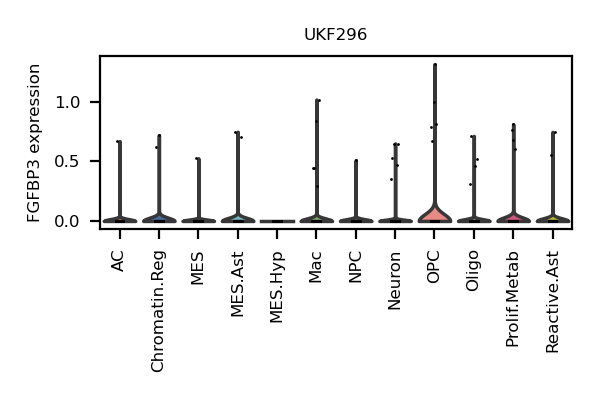 UKF296
FGFBP3 expression
1.0
0.5
0.0
AC
Chromatin.Reg
MES
MES.Ast
MES.Hyp
Mac
NPC
Neuron
OPC
Oligo
Prolif.Metab
Reactive.Ast